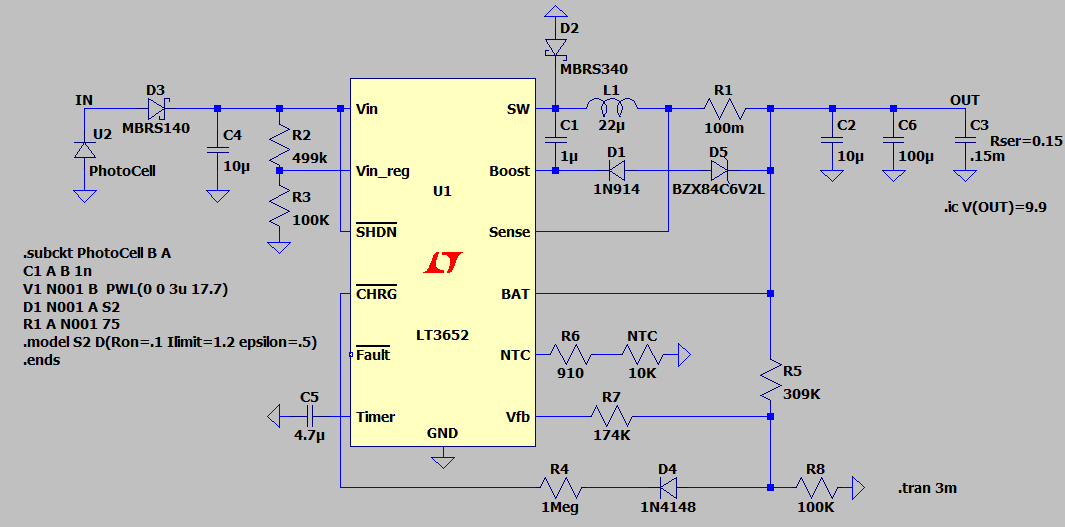 D2
MBRS340
IN
D3
MBRS140
U2
PhotoCell
C4
10µ
R2
499k
R3
100K
Vin
Vin_reg
SHDN
CHRG
Fault
Timer
U1
LT3652
GND
SW
Boost
Sense
BAT
NTC
Vfb
L1
22µ
R1
100m
OUT
C1
1µ
D1
1N914
D5
BZX84C6V2L
C2
10µ
C6
100µ
C3
.15m
Rser=0.15
.ic V(OUT)=9.9
.subckt PhotoCell B A
C1 A B 1n
V1 N001 B PWL(0 0 3u 17.7)
D1 N001 A S2
R1 A N001 75
.model S2 D(Ron=.1 Ilimit=1.2 epsilon=.5)
.ends
R6
910
NTC
10K
R5
309K
C5
4.7µ
R7
174K
R4
1Meg
D4
1N4148
R8
100K
.tran 3m